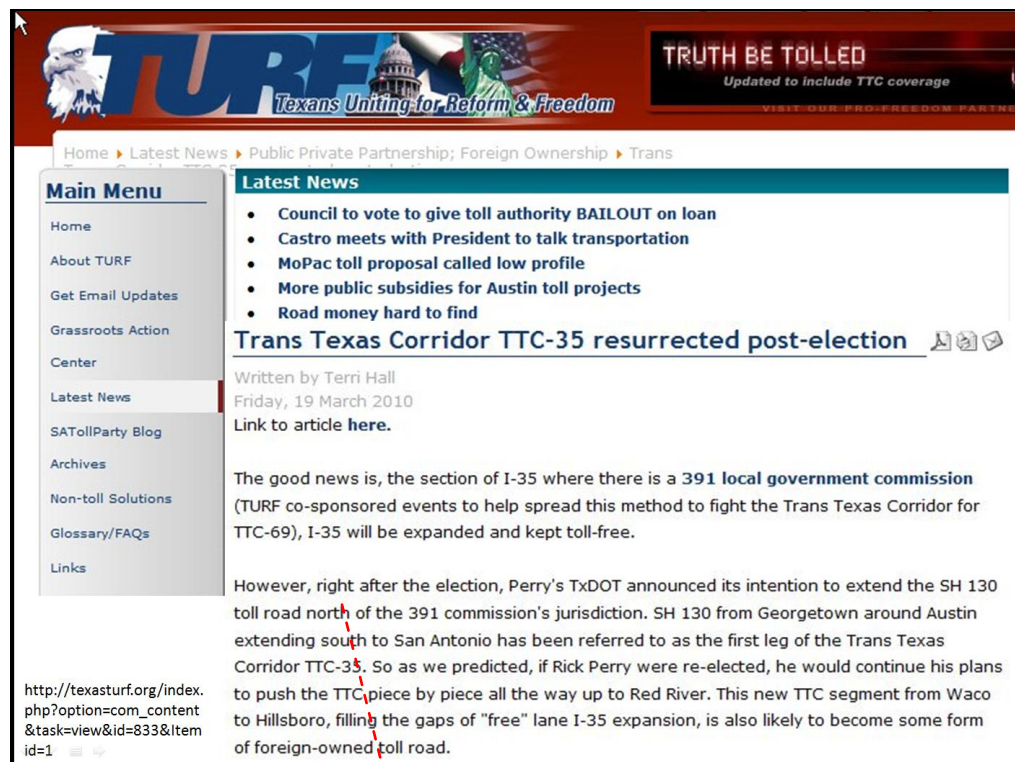 TURF
Texans Uniting for Reform & Freedom
TRUTH BE TOLLED
Updated to include TTC coverage
VISIT OUR PRO-FREEDOM
Home Latest News Public Private Partnership; Foreign Ownership Trans
Main Menu
Home
About TURF
Get Email Updates
Grassroots Action
Center
Latest News
SATollParty Blog
Archives
Non-toll Solutions
Glossary/FAQs
Links
Latest News
• Council to vote to give toll authority BAILOUT on loan
• Castro meets with President to talk transportation
• MoPac toll proposal called low profile
• More public subsidies for Austin toll projects
• Road money hard to find
Trans Texas Corridor TTC-35 resurrected post-election
Written by Terri Hall
Friday, 19 March 2010
Link to article here.
The good news is, the section of I-35 where there is a 391 local government commission
(TURF co-sponsored events to help spread this method to fight the Trans Texas Corridor for
TTC-69), I-35 will be expanded and kept toll-free.
However, right after the election, Perry's TxDOT announced its intention to extend the SH 130
toll road north of the 391 commission's jurisdiction. SH 130 from Georgetown around Austin
extending south to San Antonio has been referred to as the first leg of the Trans Texas
Corridor TTC-35. So as we predicted, if Rick Perry were re-elected, he would continue his plans
to push the TTC piece by piece all the way up to Red River. This new TTC segment from Waco
to Hillsboro, filling the gaps of "free" lane I-35 expansion, is also likely to become some form
of foreign-owned toll road.
http://texasturf.org/index.
php?option=com_content
&task=view&id=833&Item
id=1